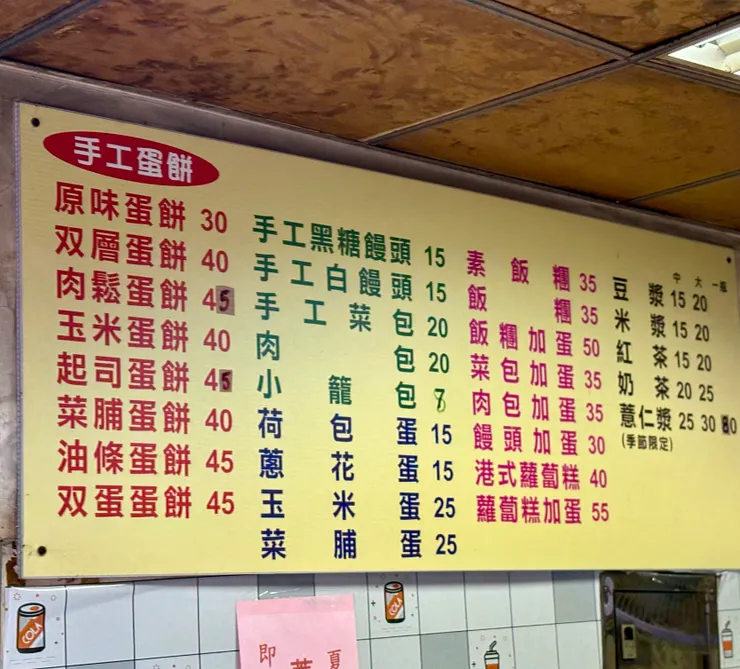 手工蛋餅
原味蛋餅 30
双層蛋餅 40
肉鬆蛋餅 45
玉米蛋餅 40
起司蛋餅 45
菜脯蛋餅 40
油條蛋餅 45
双蛋蛋餅 45
手工黑糖饅頭 15
手工白饅頭 15
手工菜包 20
肉包 20
小籠包 8
荷包蛋 15
蔥花蛋 15
玉米蛋 25
菜脯蛋 25
素飯糰 35
飯糰 35
飯糰加蛋 50
菜包加蛋 35
肉包加蛋 35
饅頭加蛋 30
港式蘿蔔糕 40
蘿蔔糕加蛋 55
中 大 一瓶
豆漿 15 20
米漿 15 20
紅茶 15 20
奶茶 20 25
薏仁漿 25 30 80
(季節限定)
COLA
COLA
即
夏